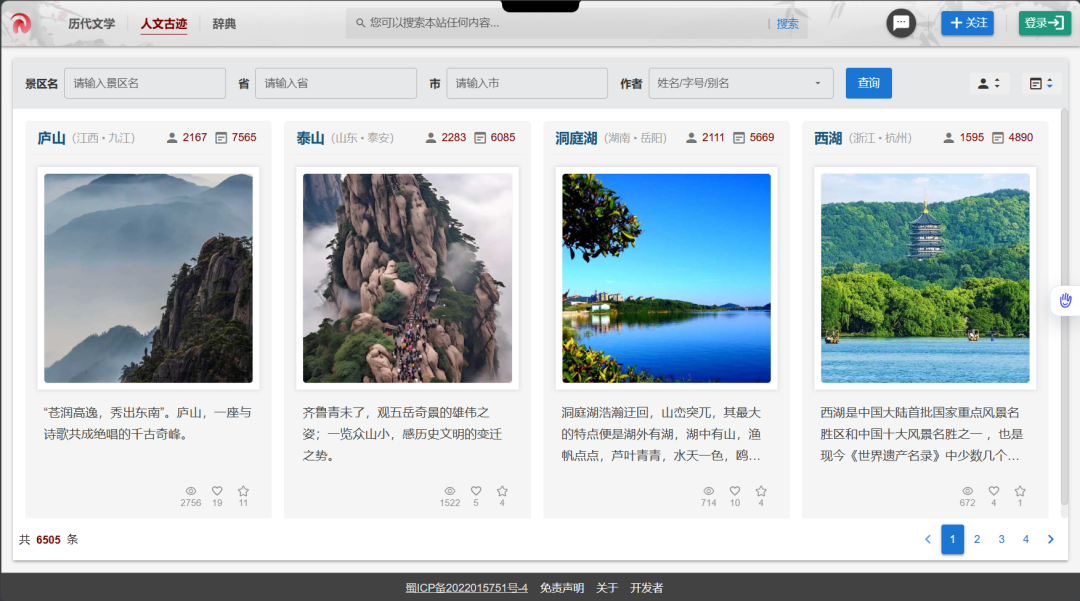 历代文学 人文古迹 辞典 您可以搜索本站任何内容... 搜索 关注 登录
景区名 请输入景区名 省 请输入省 市 请输入市 作者 姓名/字号/别名 查询
庐山 (江西 • 九江) 2167 7565
泰山 (山东 • 泰安) 2283 6085
洞庭湖 (湖南 • 岳阳) 2111 5669
西湖 (浙江 • 杭州) 1595 4890
“苍润高逸，秀出东南”。庐山，一座与
诗歌共成绝唱的千古奇峰。
2756 19 11
齐鲁青未了，观五岳奇景的雄伟之
姿；一览众山小，感历史文明的变迁
之势。
1522 5 4
洞庭湖浩瀚迂回，山峦突兀，其最大
的特点便是湖外有湖，湖中有山，渔
帆点点，芦叶青青，水天一色，鸥...
714 10 4
西湖是中国大陆首批国家重点风景名
胜区和中国十大风景名胜之一 ，也是
现今《世界遗产名录》中少数几个...
672 4 1
共 6505 条 1 2 3 4
蜀ICP备2022015751号-4 免责声明 关于 开发者